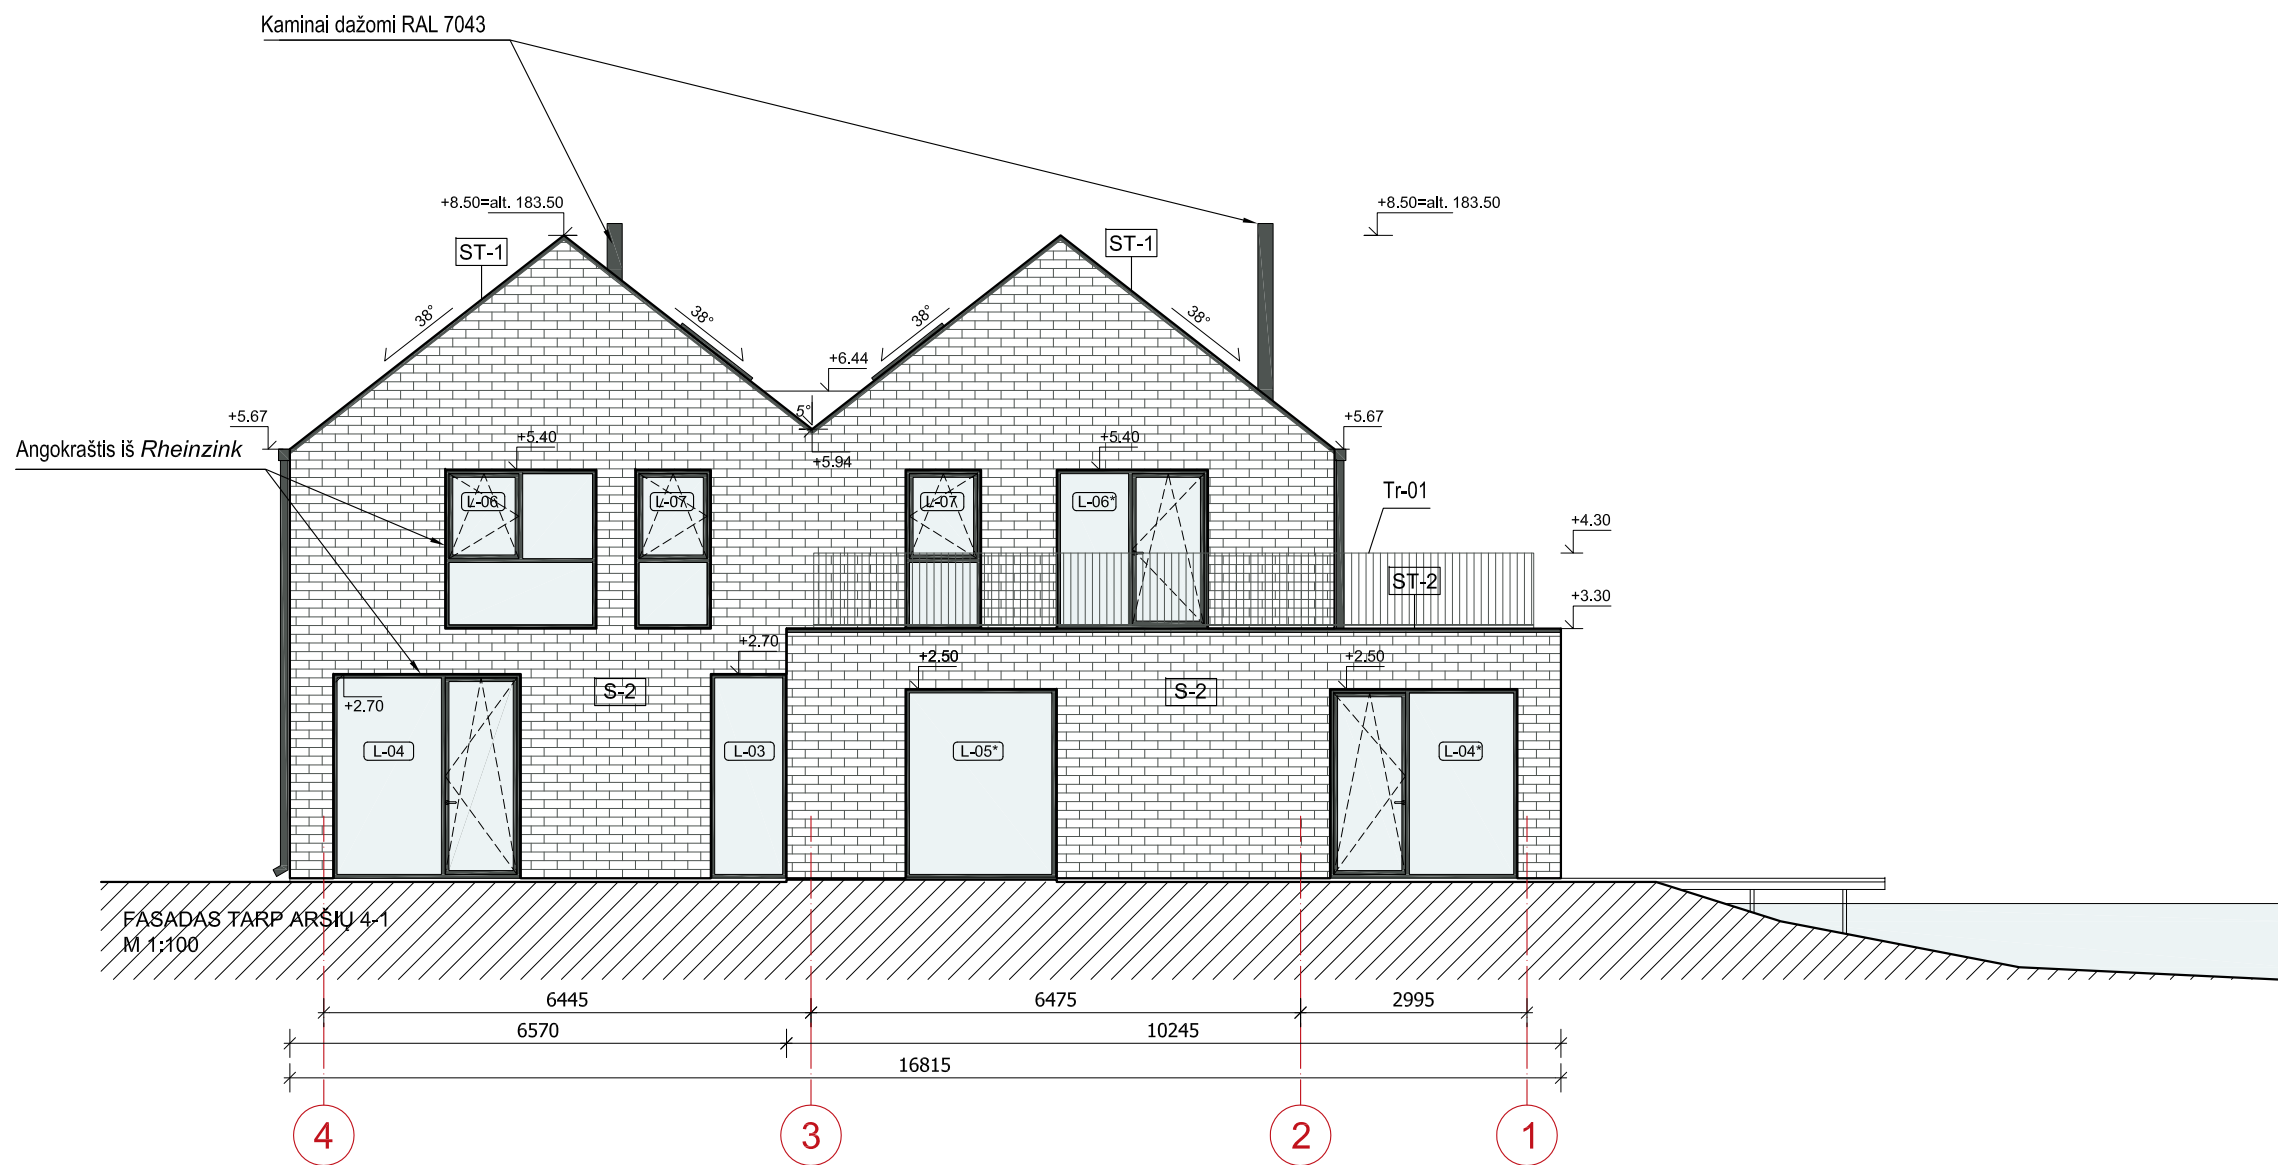 Kaminai dažomi RAL 7043
+8.50=alt. 183.50
+8.50=alt. 183.50
ST-1
ST-1
38°
38°
38°
38°
+6.44
5°
+5.67
+5.67
Angokraštis iš Rheinzink
+5.40
+5.40
+5.94
L-06
L-07
L-07
L-06*
Tr-01
+4.30
ST-2
+3.30
+2.70
+2.50
+2.50
S-2
S-2
+2.70
L-04
L-03
L-05*
L-04*
FASADAS TARP ARŠIŲ 4-1
M 1:100
6445
6475
2995
6570
10245
16815
4
3
2
1